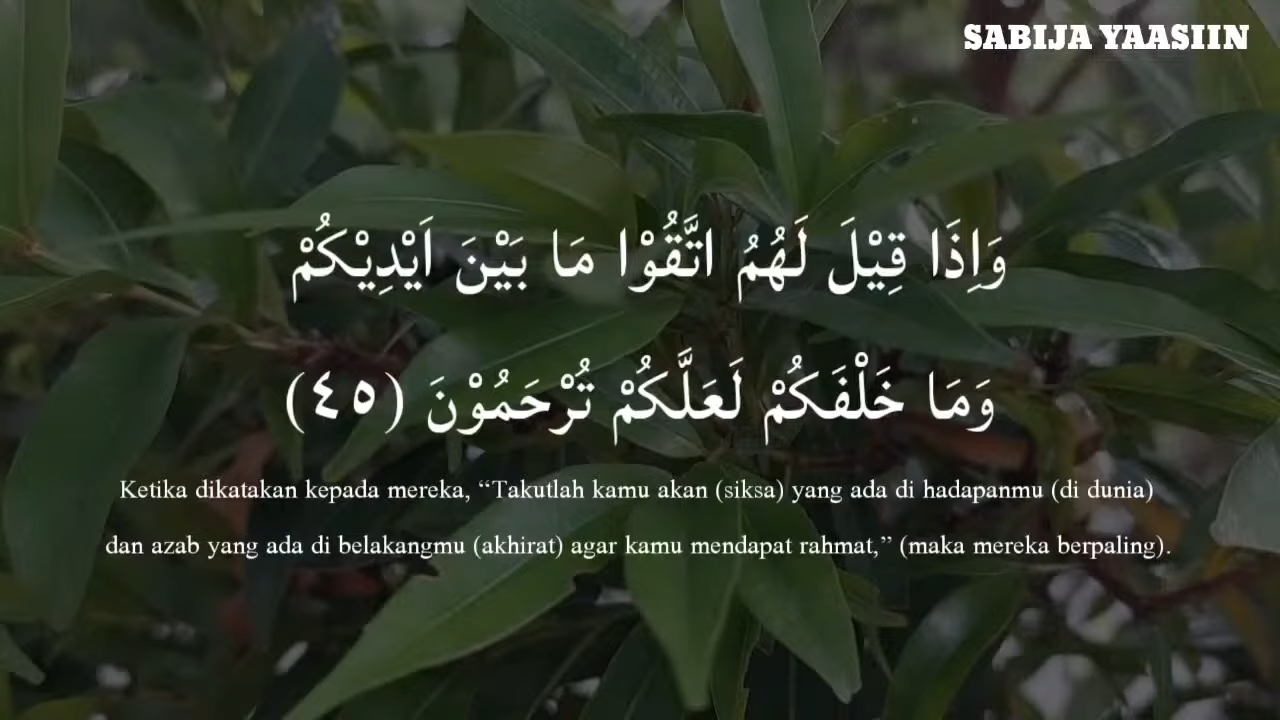 SABIJA YAASIIN
وَاِذَا قِيْلَ لَهُمُ اتَّقُوْا مَا بَيْنَ اَيْدِيْكُمْ
وَمَا خَلْفَكُمْ لَعَلَّكُمْ تُرْحَمُوْنَ (٤٥)
Ketika dikatakan kepada mereka, “Takutlah kamu akan (siksa) yang ada di hadapanmu (di dunia)
dan azab yang ada di belakangmu (akhirat) agar kamu mendapat rahmat,” (maka mereka berpaling).